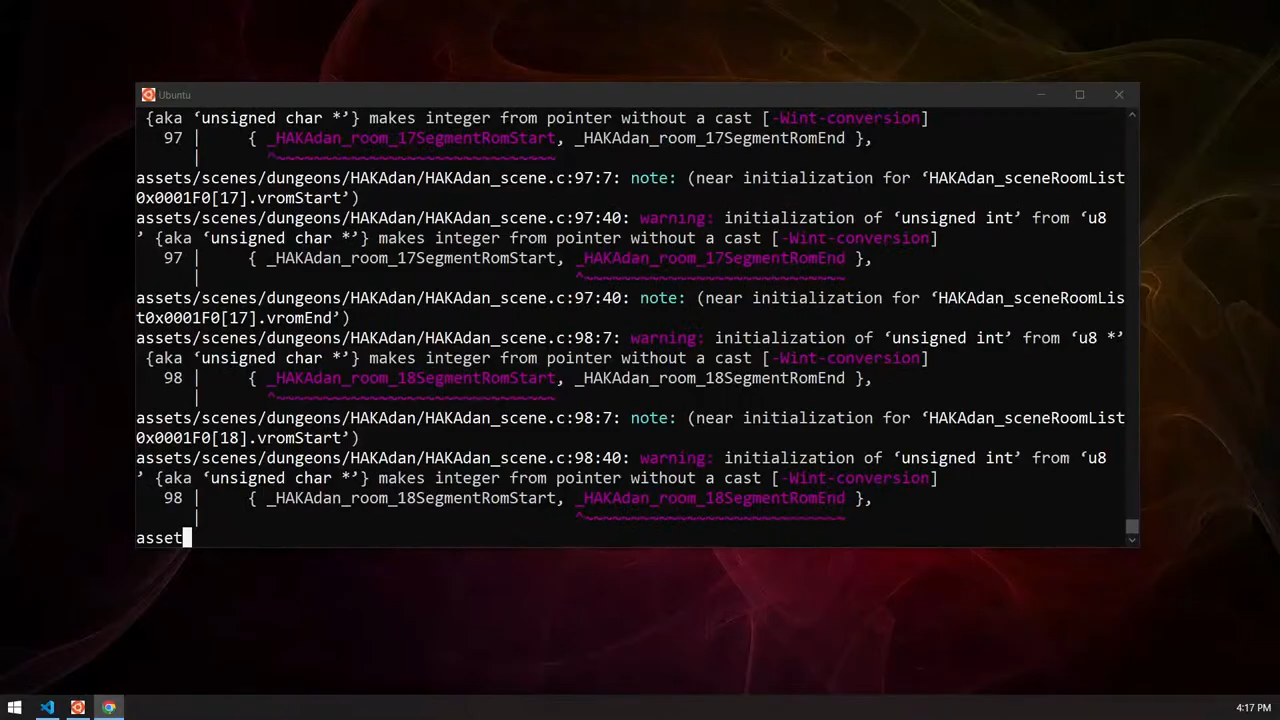 Ubuntu
{aka ‘unsigned char *’} makes integer from pointer without a cast [-Wint-conversion]
97 | { _HAKAdan_room_17SegmentRomStart, _HAKAdan_room_17SegmentRomEnd },
| ^~~~~~~~~~~~~~~~~~~~~~~~~~~~~~~
assets/scenes/dungeons/HAKAdan/HAKAdan_scene.c:97:7: note: (near initialization for ‘HAKAdan_sceneRoomList
0x0001F0[17].vromStart’)
assets/scenes/dungeons/HAKAdan/HAKAdan_scene.c:97:40: warning: initialization of ‘unsigned int’ from ‘u8
’ {aka ‘unsigned char *’} makes integer from pointer without a cast [-Wint-conversion]
97 | { _HAKAdan_room_17SegmentRomStart, _HAKAdan_room_17SegmentRomEnd },
| ^~~~~~~~~~~~~~~~~~~~~~~~~~~~~
assets/scenes/dungeons/HAKAdan/HAKAdan_scene.c:97:40: note: (near initialization for ‘HAKAdan_sceneRoomLis
t0x0001F0[17].vromEnd’)
assets/scenes/dungeons/HAKAdan/HAKAdan_scene.c:98:7: warning: initialization of ‘unsigned int’ from ‘u8 *’
{aka ‘unsigned char *’} makes integer from pointer without a cast [-Wint-conversion]
98 | { _HAKAdan_room_18SegmentRomStart, _HAKAdan_room_18SegmentRomEnd },
| ^~~~~~~~~~~~~~~~~~~~~~~~~~~~~~~
assets/scenes/dungeons/HAKAdan/HAKAdan_scene.c:98:7: note: (near initialization for ‘HAKAdan_sceneRoomList
0x0001F0[18].vromStart’)
assets/scenes/dungeons/HAKAdan/HAKAdan_scene.c:98:40: warning: initialization of ‘unsigned int’ from ‘u8
’ {aka ‘unsigned char *’} makes integer from pointer without a cast [-Wint-conversion]
98 | { _HAKAdan_room_18SegmentRomStart, _HAKAdan_room_18SegmentRomEnd },
| ^~~~~~~~~~~~~~~~~~~~~~~~~~~~~
asset
4:17 PM